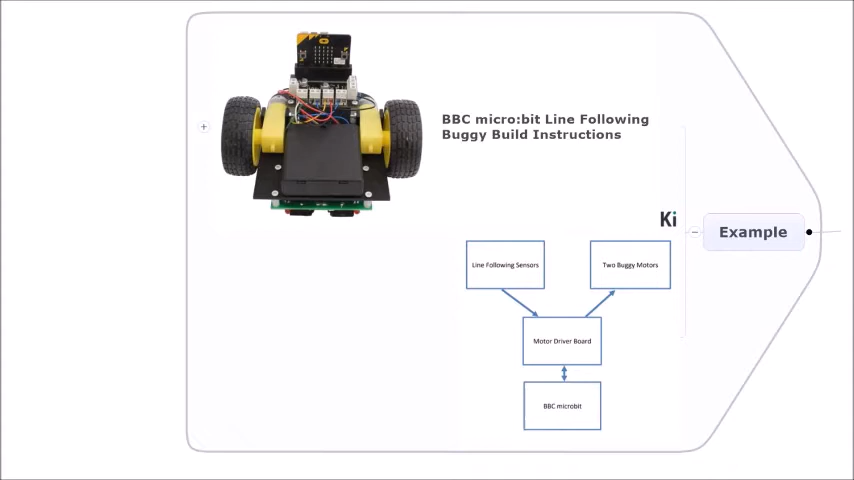 BBC micro:bit Line Following
Buggy Build Instructions
Ki
Example
Line Following Sensors
Two Buggy Motors
Motor Driver Board
BBC microbit